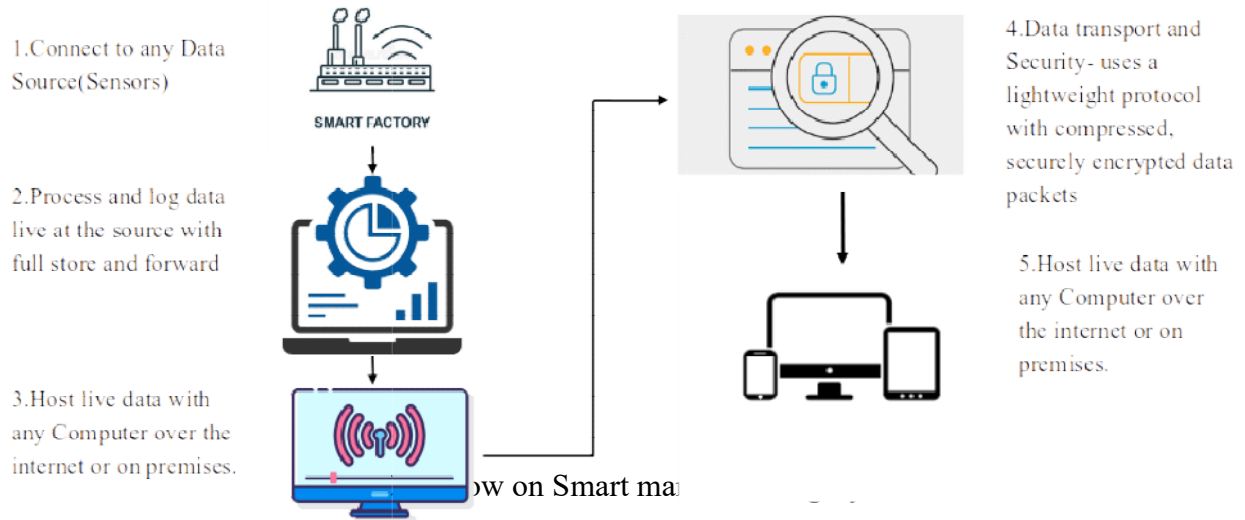 1.Connect to any Data
Source(Sensors)
SMART FACTORY
2.Process and log data
live at the source with
full store and forward
3.Host live data with
any Computer over the
internet or on premises.
4.Data transport and
Security- uses a
lightweight protocol
with compressed,
securely encrypted data
packets
5.Host live data with
any Computer over
the internet or on
premises.
on Smart